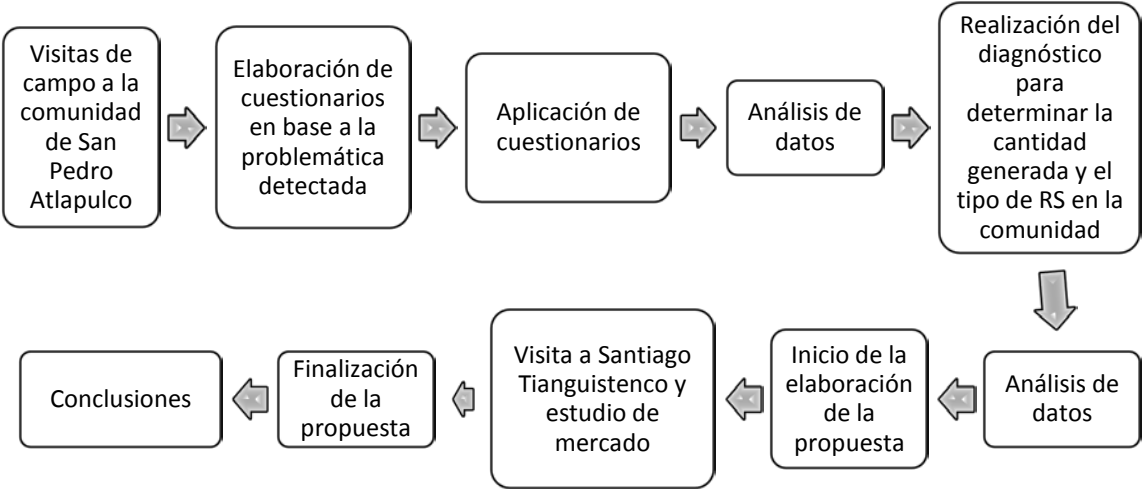 Visitas de
campo a la
comunidad
de San
Pedro
Atlapulco
Elaboración de
cuestionarios
en base a la
problemática
detectada
Aplicación de
cuestionarios
Análisis de
datos
Realización del
diagnóstico
para
determinar la
cantidad
generada y el
tipo de RS en la
comunidad
Análisis de
datos
Inicio de la
elaboración
de la
propuesta
Visita a Santiago
Tianguistenco y
estudio de
mercado
Finalización
de la
propuesta
Conclusiones